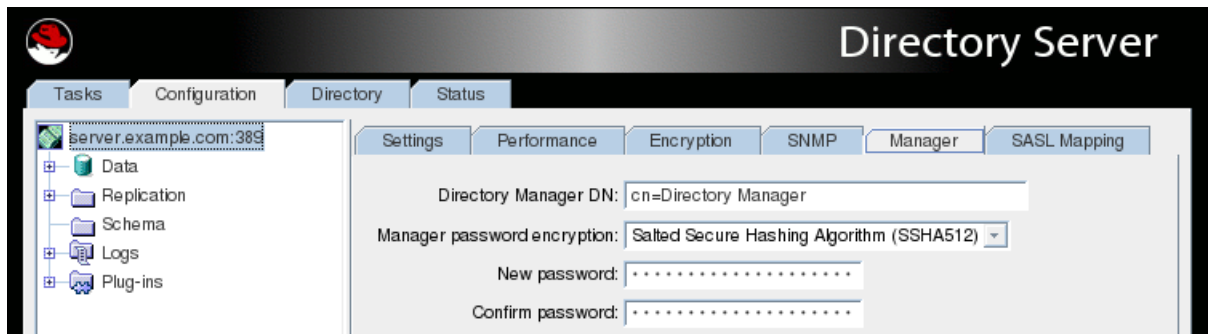 Directory Server
Tasks Configuration Directory Status
server.example.com:389
Data
Replication
Schema
Logs
Plug-ins
Settings Performance Encryption SNMP Manager SASL Mapping
Directory Manager DN: cn=Directory Manager
Manager password encryption: Salted Secure Hashing Algorithm (SSHA512)
New password:
Confirm password: